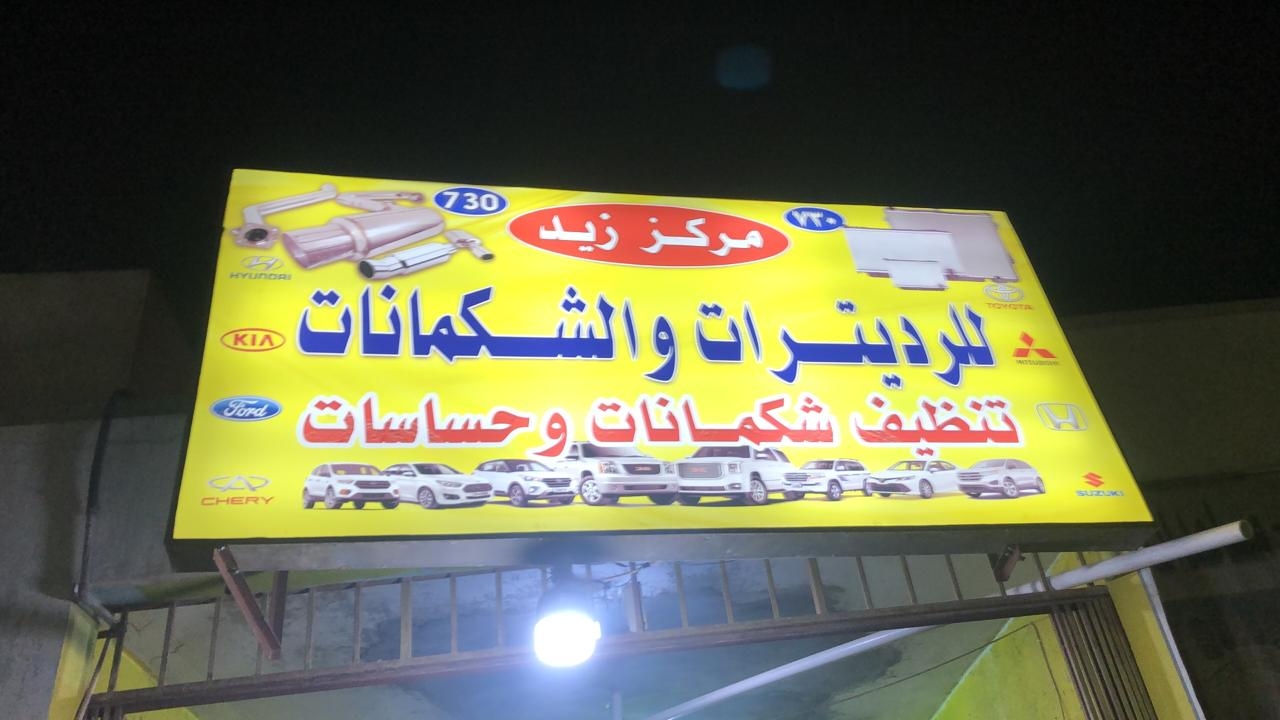 730
مركز زيد
٧٣٠
للرديترات والشكمانات
تنظيف شكمانات وحساسات
HYUNDAI
KIA
Ford
CHERY
TOYOTA
MITSUBISHI
SUZUKI